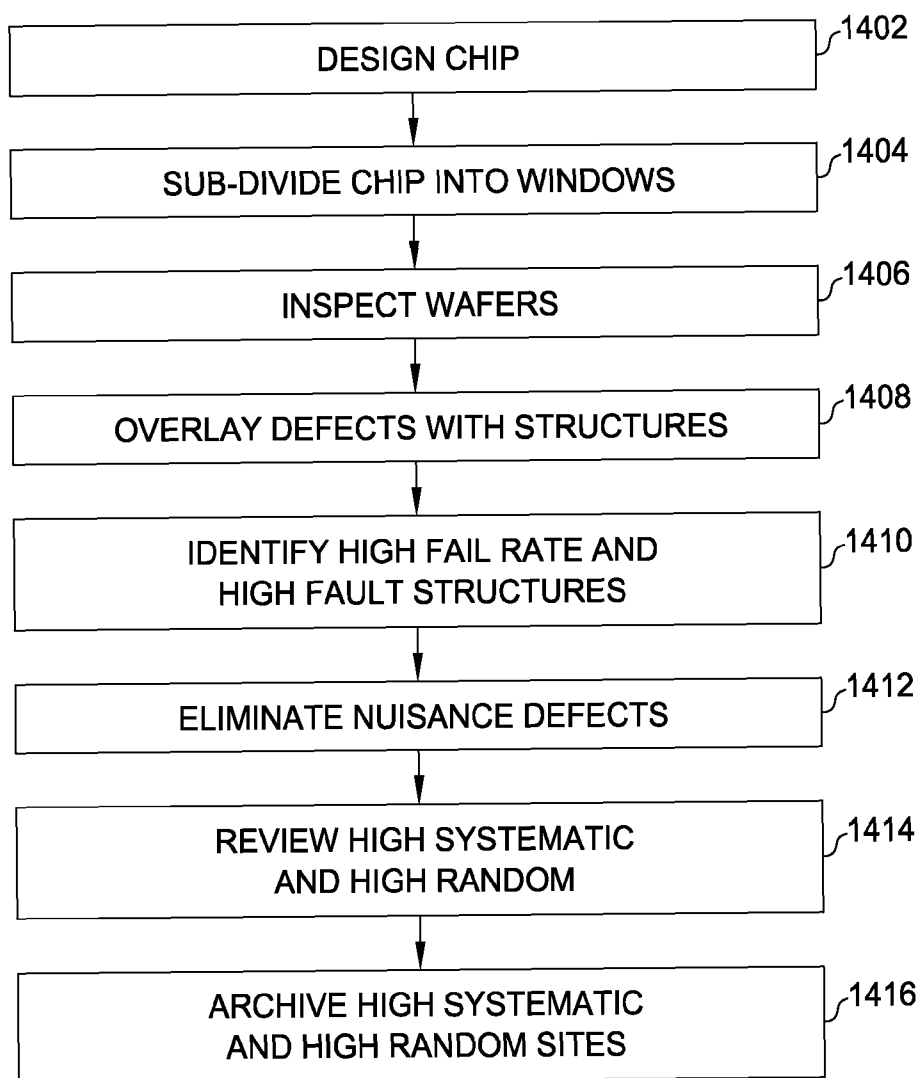 1402
DESIGN CHIP
1404
SUB-DIVIDE CHIP INTO WINDOWS
1406
INSPECT WAFERS
1408
OVERLAY DEFECTS WITH STRUCTURES
1410
IDENTIFY HIGH FAIL RATE AND
HIGH FAULT STRUCTURES
1412
ELIMINATE NUISANCE DEFECTS
1414
REVIEW HIGH SYSTEMATIC
AND HIGH RANDOM
1416
ARCHIVE HIGH SYSTEMATIC
AND HIGH RANDOM SITES